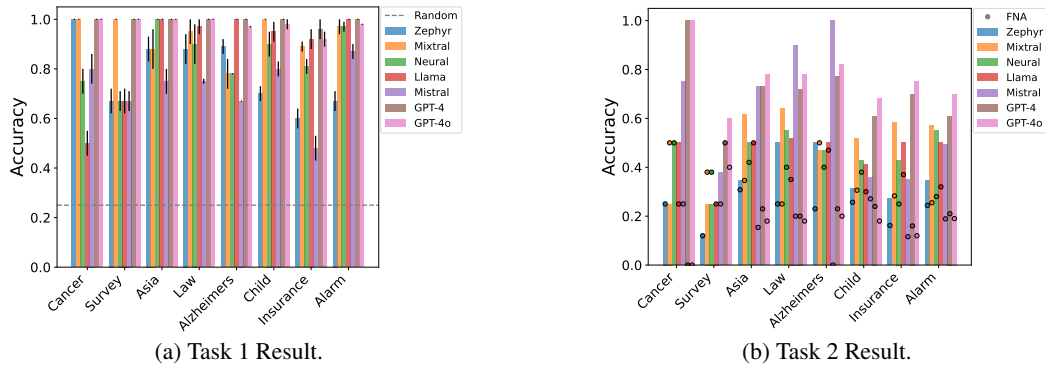 Accuracy
1.0
0.8
0.6
0.4
0.2
0.0
Cancer
Survey
Asia
Law
Alzheimers
Child
Insurance
Alarm
Random
Zephyr
Mixtral
Neural
Llama
Mistral
GPT-4
GPT-4o
(a) Task 1 Result.
Accuracy
1.0
0.8
0.6
0.4
0.2
0.0
Cancer
Survey
Asia
Law
Alzheimers
Child
Insurance
Alarm
FNA
Zephyr
Mixtral
Neural
Llama
Mistral
GPT-4
GPT-4o
(b) Task 2 Result.